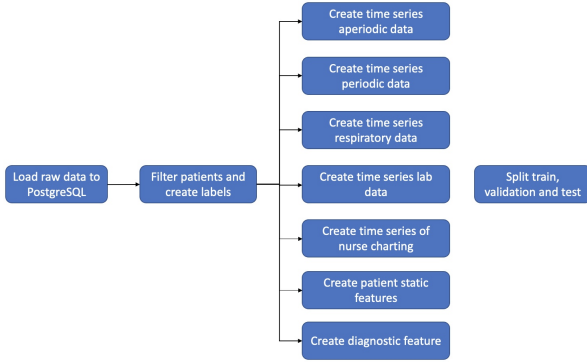 Create time series
aperiodic data
Create time series
periodic data
Create time series
respiratory data
Load raw data to
PostgreSQL
Filter patients and
create labels
Create time series lab
data
Split train,
validation and test
Create time series of
nurse charting
Create patient static
features
Create diagnostic feature